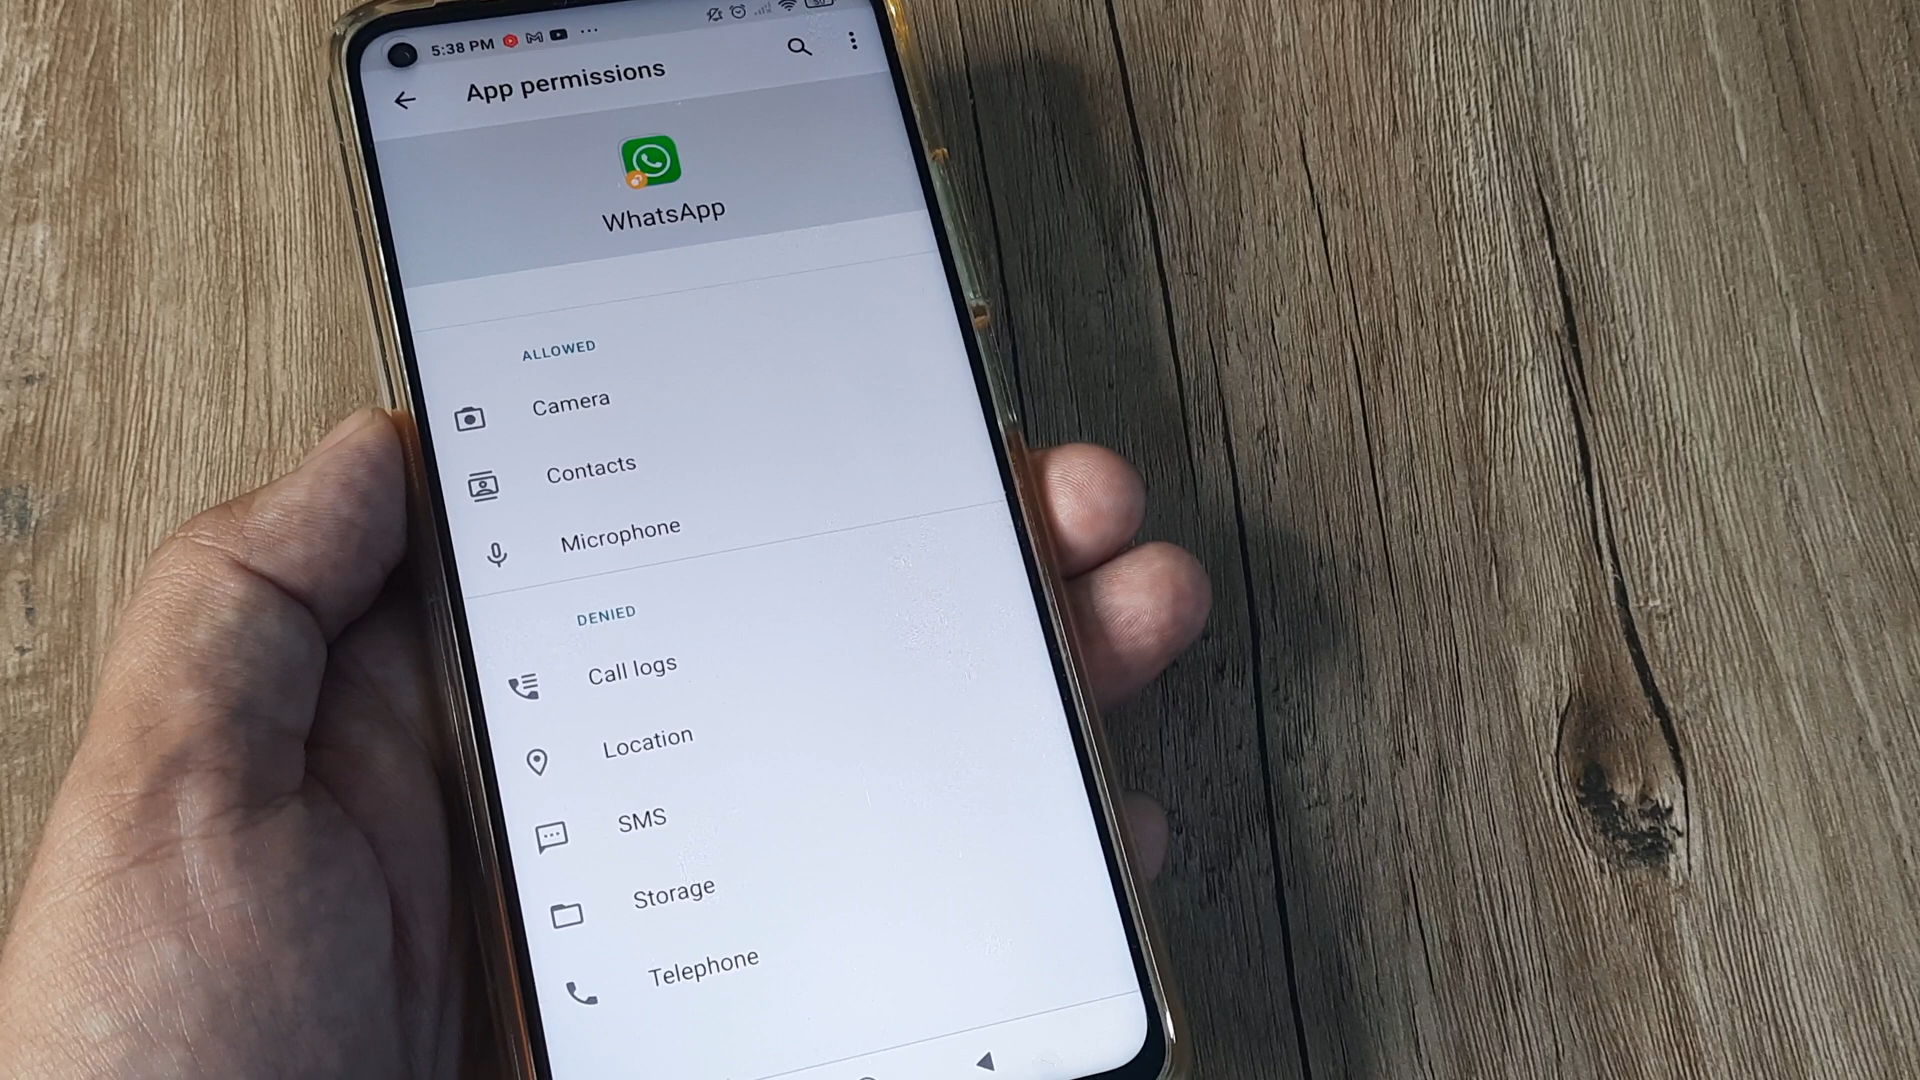 5:38 PM
App permissions
WhatsApp
ALLOWED
Camera
Contacts
Microphone
DENIED
Call logs
Location
SMS
Storage
Telephone